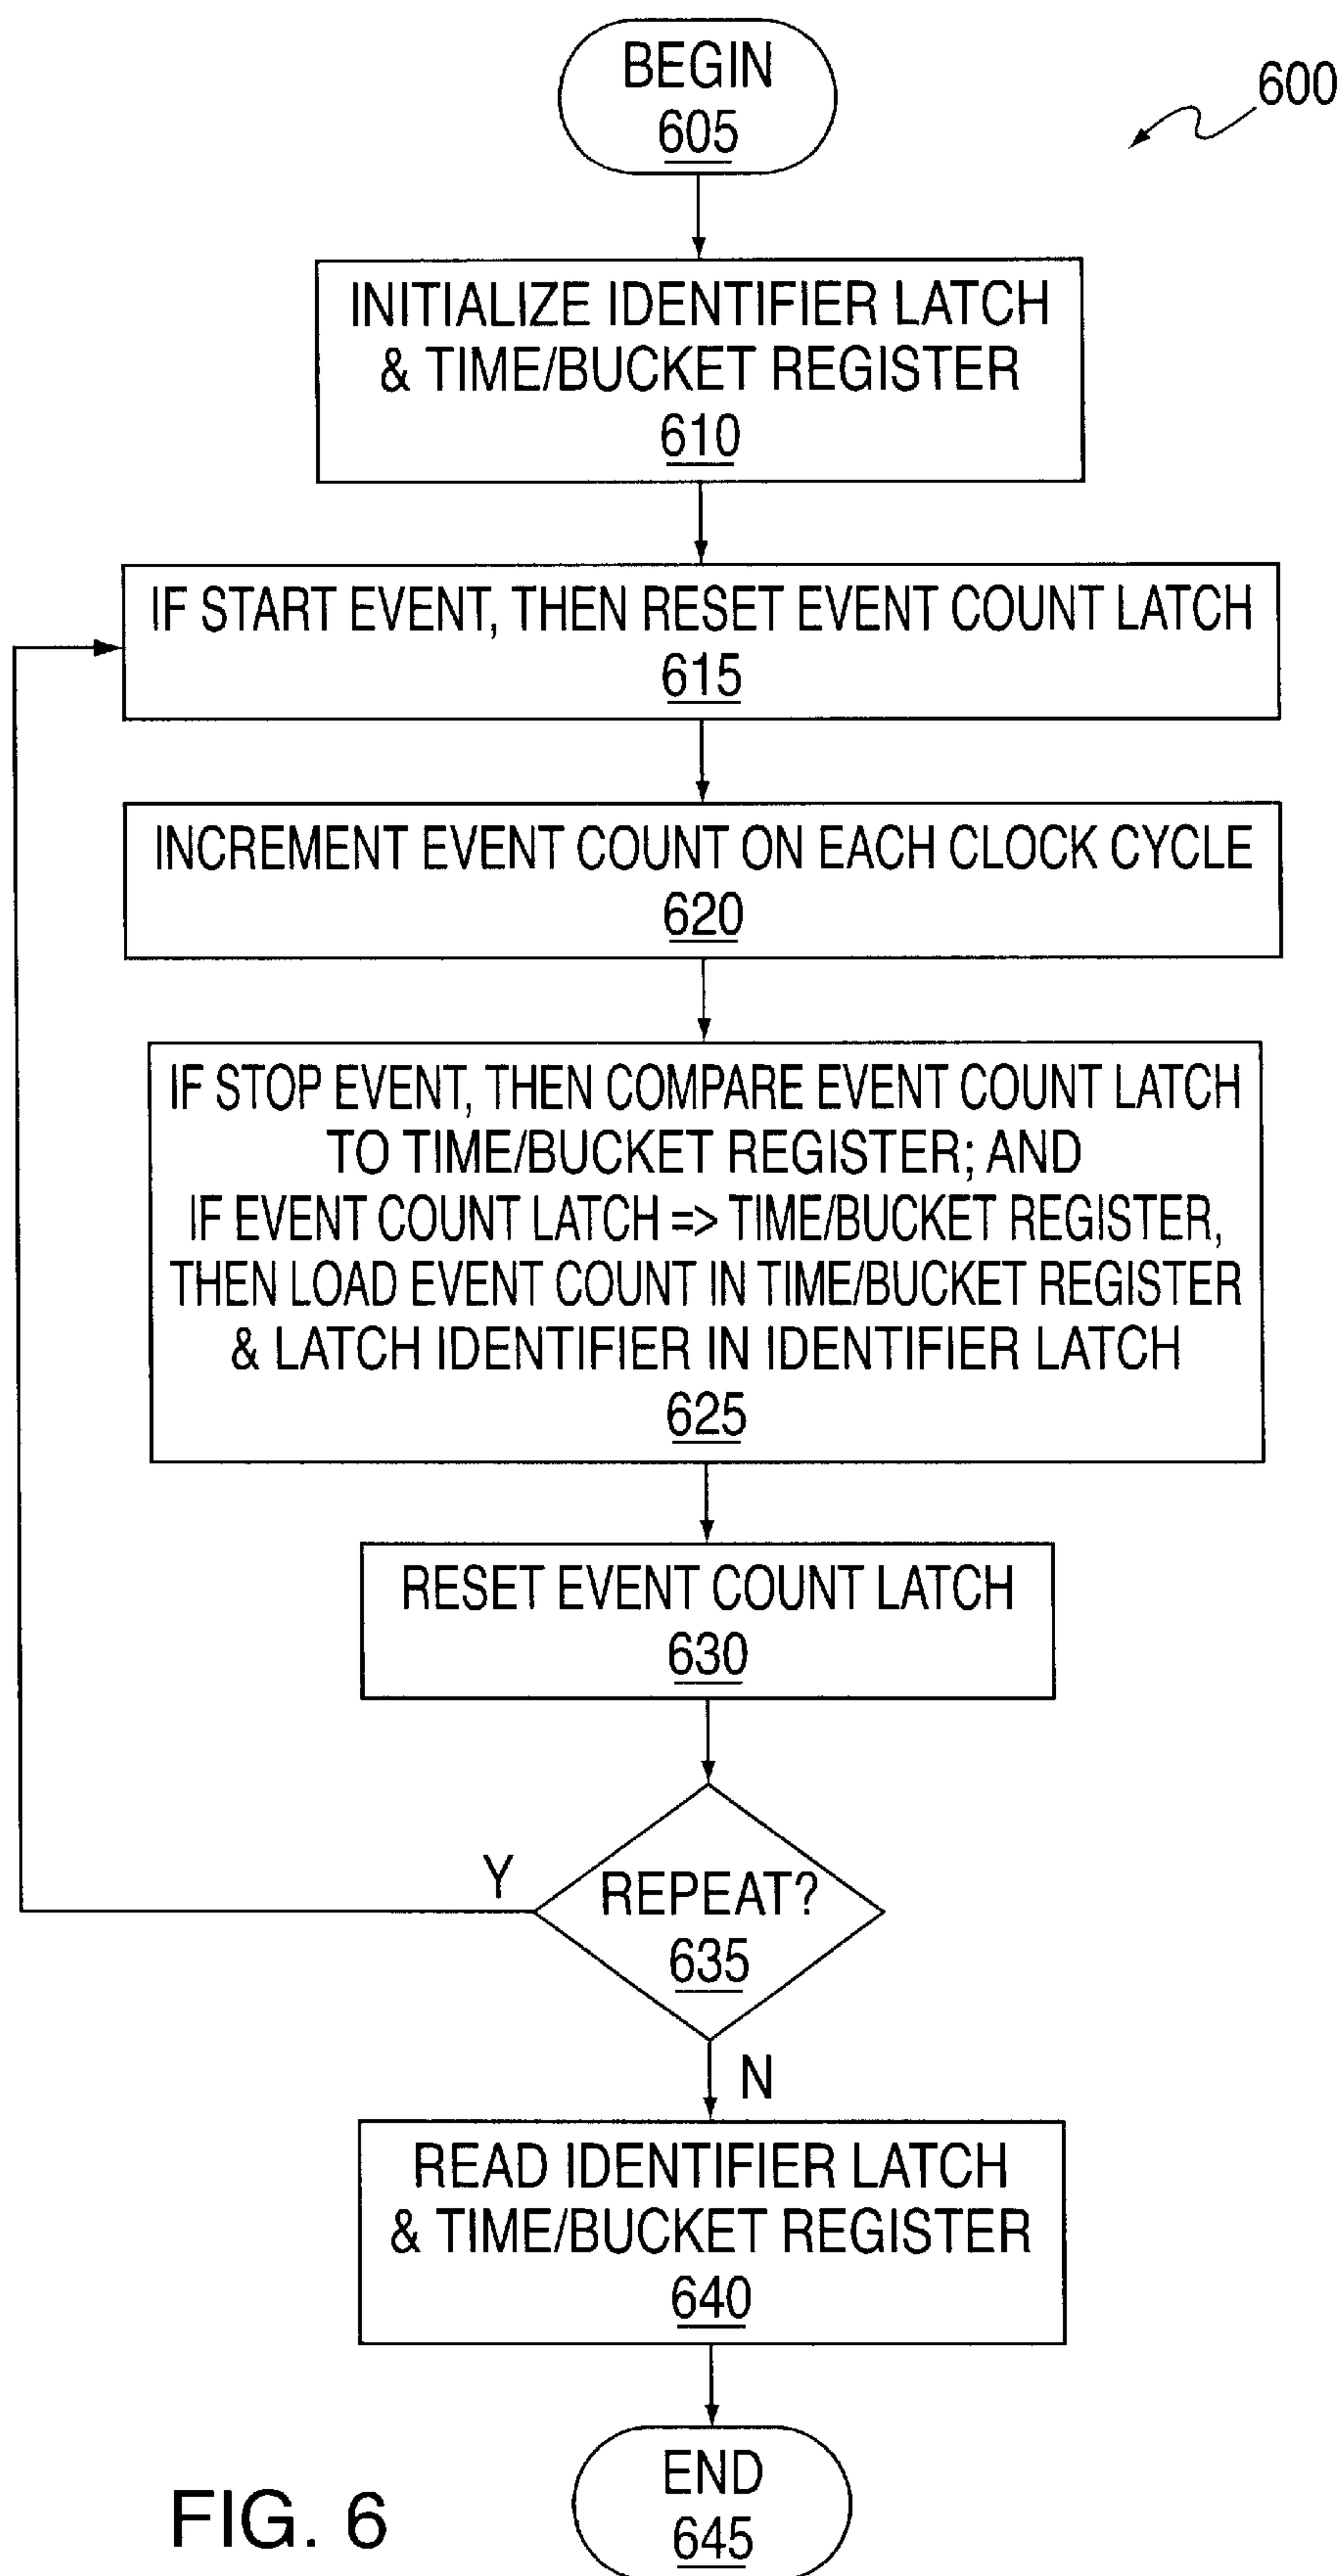 BEGIN
605
600
INITIALIZE IDENTIFIER LATCH
& TIME/BUCKET REGISTER
610
IF START EVENT, THEN RESET EVENT COUNT LATCH
615
INCREMENT EVENT COUNT ON EACH CLOCK CYCLE
620
IF STOP EVENT, THEN COMPARE EVENT COUNT LATCH
TO TIME/BUCKET REGISTER; AND
IF EVENT COUNT LATCH => TIME/BUCKET REGISTER,
THEN LOAD EVENT COUNT IN TIME/BUCKET REGISTER
& LATCH IDENTIFIER IN IDENTIFIER LATCH
625
RESET EVENT COUNT LATCH
630
Y
REPEAT?
635
N
READ IDENTIFIER LATCH
& TIME/BUCKET REGISTER
640
END
645
FIG. 6